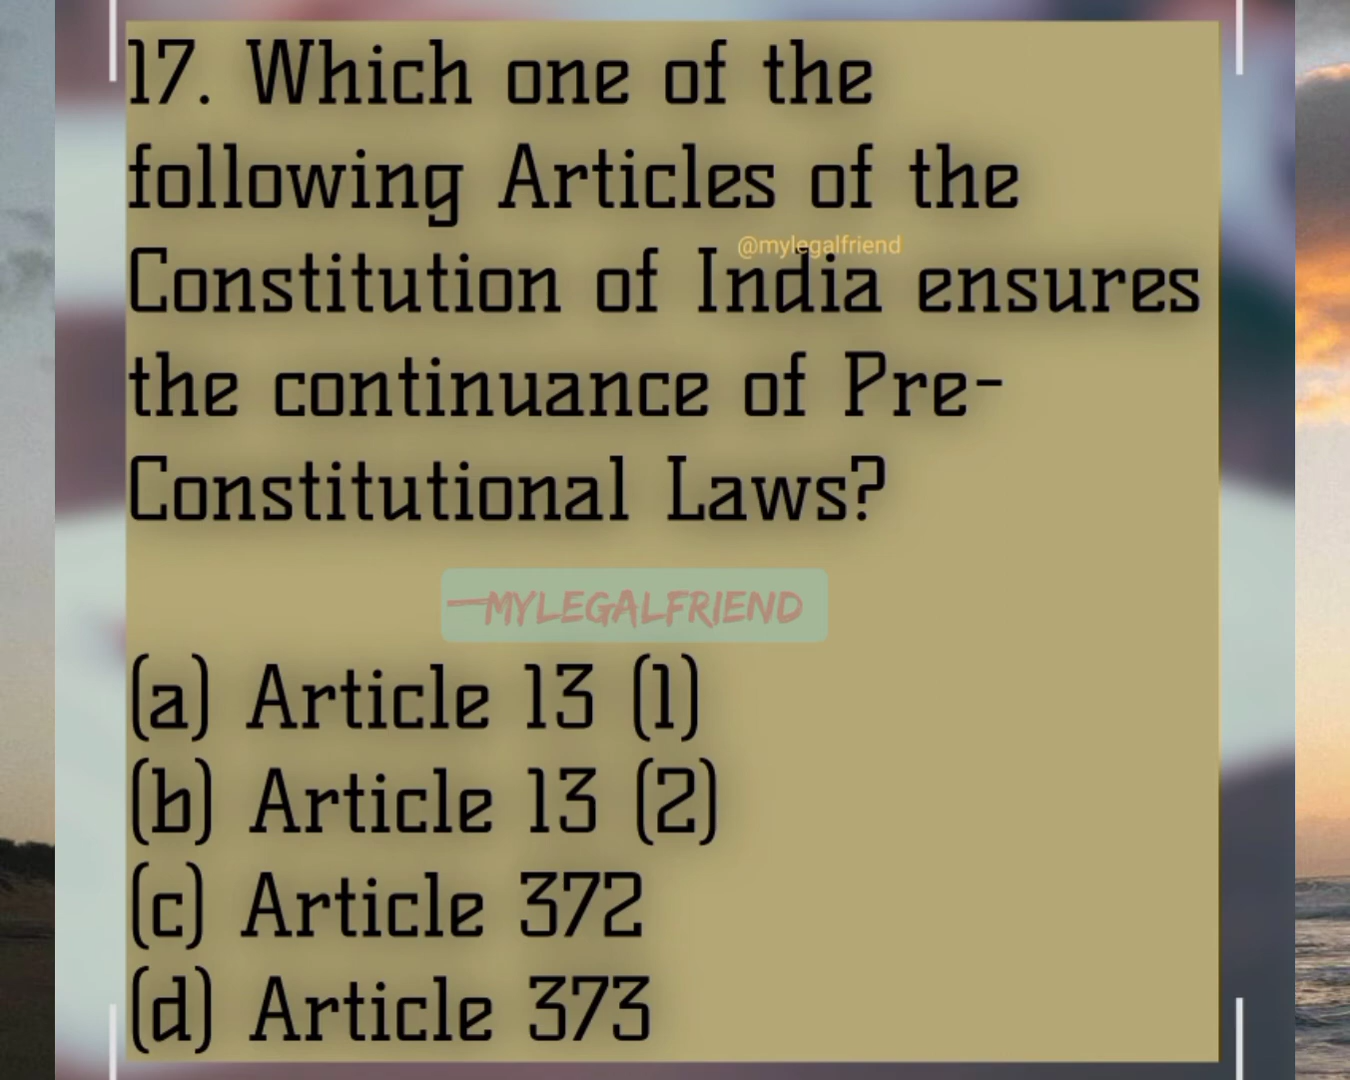 17. Which one of the
following Articles of the
@mylegalfriend
Constitution of India ensures
the continuance of Pre-
Constitutional Laws?
—MYLEGALFRIEND
(a) Article 13 (1)
(b) Article 13 (2)
(c) Article 372
(d) Article 373